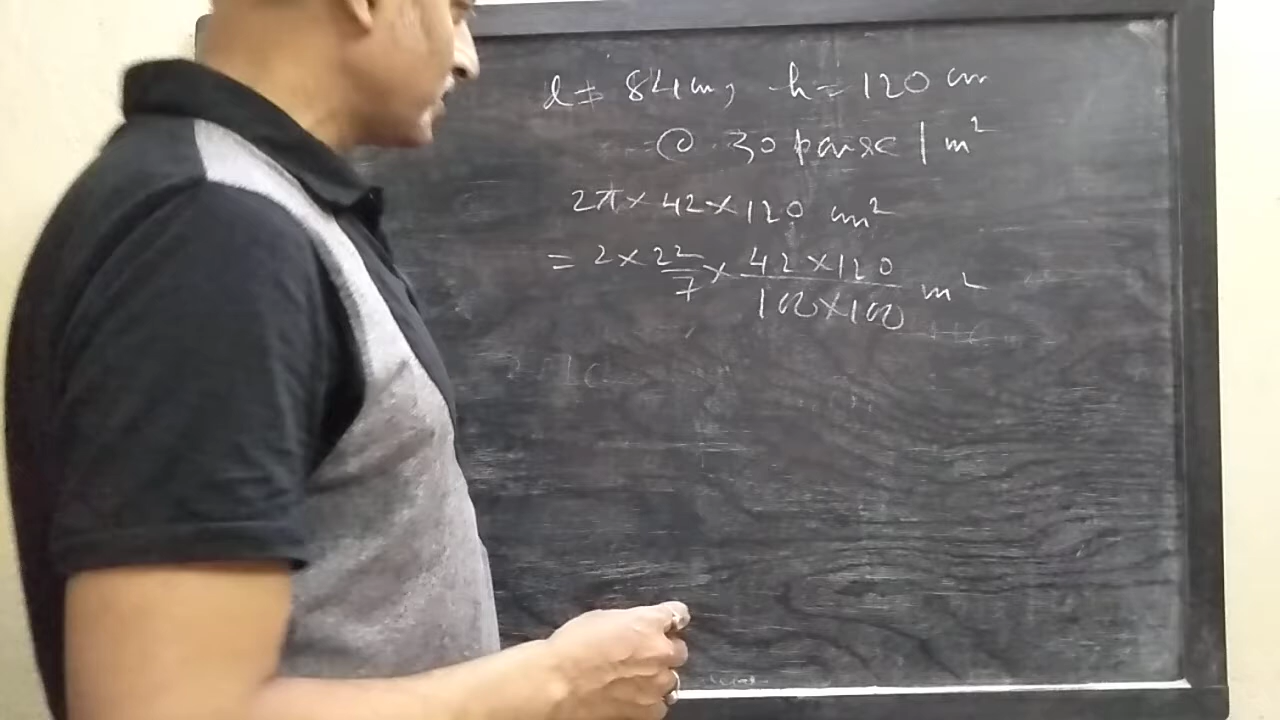 d = 84 cm, h = 120 cm
@ 30 paise / m²
2π × 42 × 120 cm²
= 2 × 22/7 × (42 × 120)/(100 × 100) m²